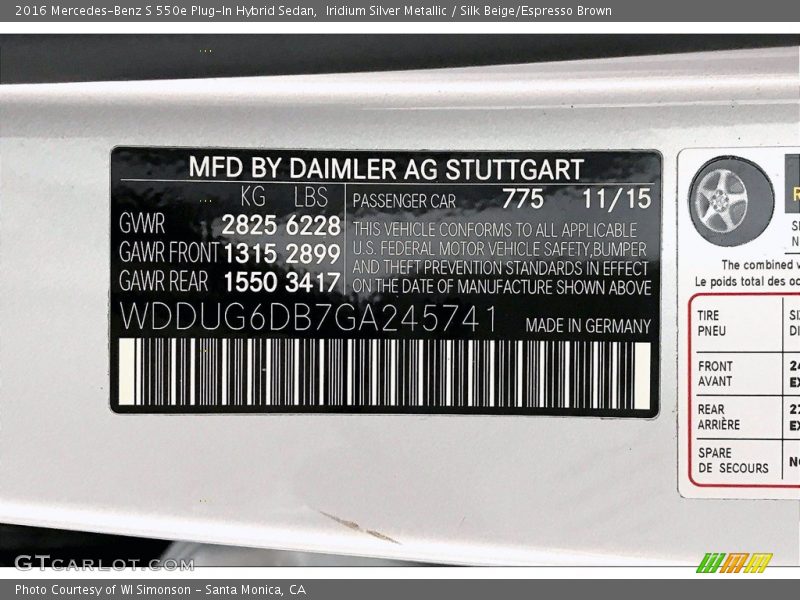 2016 Mercedes-Benz S 550e Plug-In Hybrid Sedan,  Iridium Silver Metallic / Silk Beige/Espresso Brown
MFD BY DAIMLER AG STUTTGART
KG LBS
GVWR 2825 6228
GAWR FRONT 1315 2899
GAWR REAR 1550 3417
PASSENGER CAR 775 11/15
THIS VEHICLE CONFORMS TO ALL APPLICABLE
U.S. FEDERAL MOTOR VEHICLE SAFETY,BUMPER
AND THEFT PREVENTION STANDARDS IN EFFECT
ON THE DATE OF MANUFACTURE SHOWN ABOVE
WDDUG6DB7GA245741 MADE IN GERMANY
The combined
Le poids total des
TIRE
PNEU
FRONT
AVANT
REAR
ARRIÈRE
SPARE
DE SECOURS
GTCARLOT.COM
Photo Courtesy of WI Simonson - Santa Monica, CA